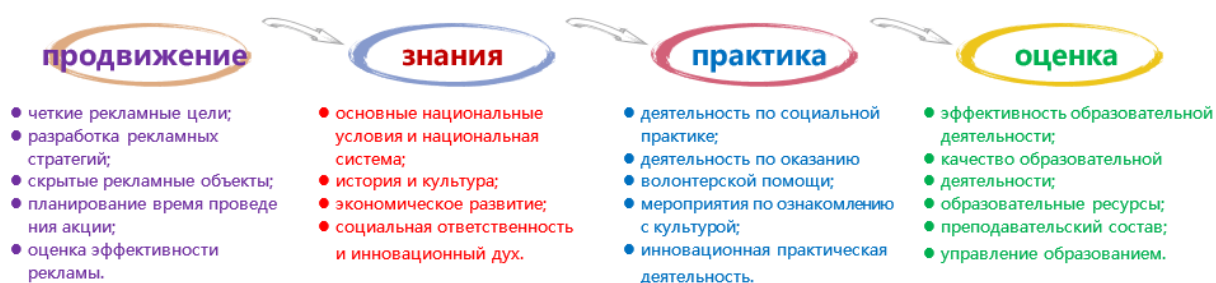 продвижение
четкие рекламные цели;
разработка рекламных
стратегий;
скрытые рекламные объекты;
планирование время проведе
ния акции;
оценка эффективности
рекламы.
знания
основные национальные
условия и национальная
система;
история и культура;
экономическое развитие;
социальная ответственность
и инновационный дух.
практика
деятельность по социальной
практике;
деятельность по оказанию
волонтерской помощи;
мероприятия по ознакомлению
с культурой;
инновационная практическая
деятельность.
оценка
эффективность образовательной
деятельности;
качество образовательной
деятельности;
образовательные ресурсы;
преподавательский состав;
управление образованием.